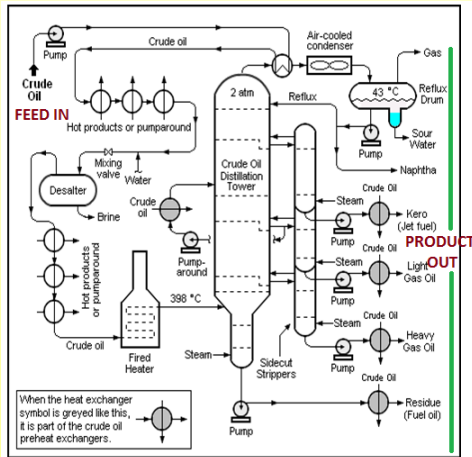 Pump
Crude oil
Air-cooled
condenser
Gas
Crude
Oil
FEED IN
2 atm
43 °C
Reflux
Drum
Hot products or pumparound
Reflux
Sour
Water
Pump
Mixing
valve
Water
Crude Oil
Distillation
Tower
Naphtha
Desalter
Brine
Crude
oil
Steam
Crude Oil
Kero
(Jet fuel)
Pump
PRODUCT
OUT
Pump-
around
Crude Oil
Light
Gas Oil
Steam
Pump
Hot products
or pumparound
398 °C
Crude oil
Fired
Heater
Steam
Sidecut
Strippers
Steam
Crude Oil
Heavy
Gas Oil
Pump
Crude Oil
Residue
(Fuel oil)
Pump
When the heat exchanger
symbol is greyed like this,
it is part of the crude oil
preheat exchangers.